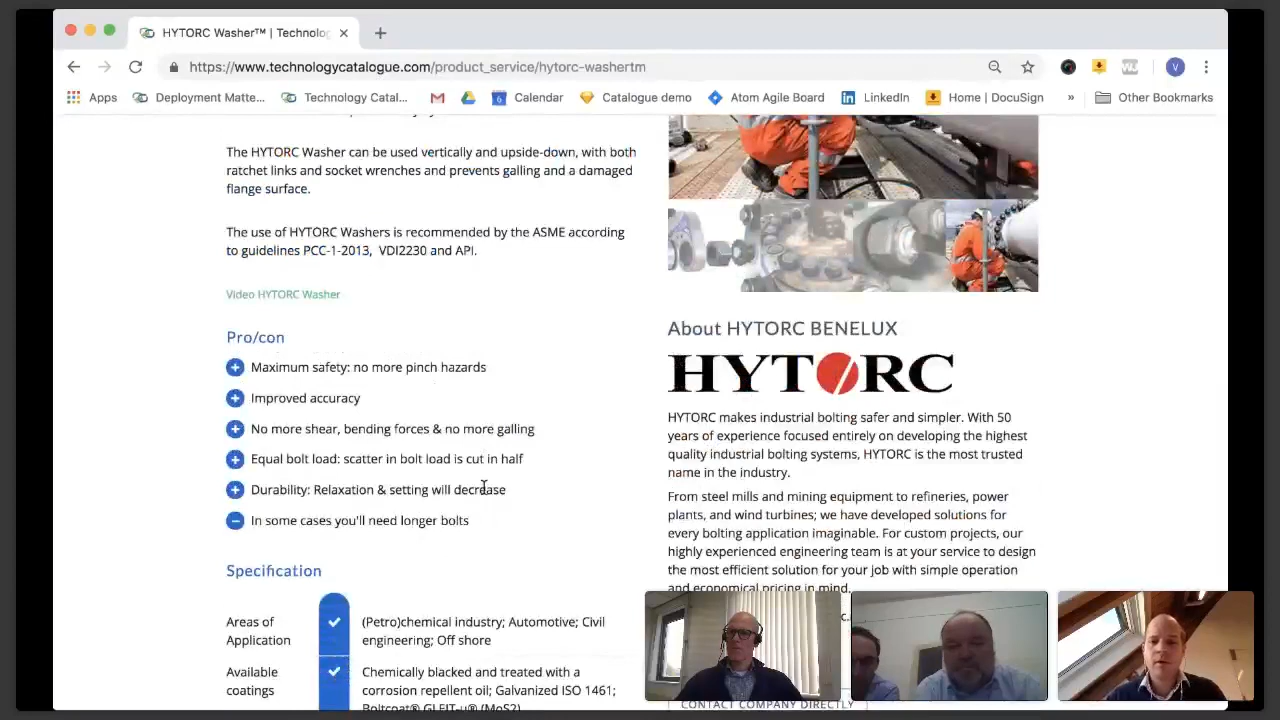 HYTORC Washer™ | Technolog
https://www.technologycatalogue.com/product_service/hytorc-washertm
V
Apps
Deployment Matte...
Technology Catal...
Calendar
Catalogue demo
Atom Agile Board
LinkedIn
Home | DocuSign
»
Other Bookmarks
The HYTORC Washer can be used vertically and upside-down, with both
ratchet links and socket wrenches and prevents galling and a damaged
flange surface.
The use of HYTORC Washers is recommended by the ASME according
to guidelines PCC-1-2013, VDI2230 and API.
Video HYTORC Washer
Pro/con
Maximum safety: no more pinch hazards
Improved accuracy
No more shear, bending forces & no more galling
Equal bolt load: scatter in bolt load is cut in half
Durability: Relaxation & setting will decrease
In some cases you'll need longer bolts
Specification
Areas of
Application
(Petro)chemical industry; Automotive; Civil
engineering; Off shore
Available
coatings
Chemically blacked and treated with a
corrosion repellent oil; Galvanized ISO 1461;
Boltcoat® GLEIT-µ® (MoS2)
About HYTORC BENELUX
HYTORC
HYTORC makes industrial bolting safer and simpler. With 50
years of experience focused entirely on developing the highest
quality industrial bolting systems, HYTORC is the most trusted
name in the industry.
From steel mills and mining equipment to refineries, power
plants, and wind turbines; we have developed solutions for
every bolting application imaginable. For custom projects, our
highly experienced engineering team is at your service to design
the most efficient solution for your job with simple operation
and economical pricing in mind.
CONTACT COMPANY DIRECTLY